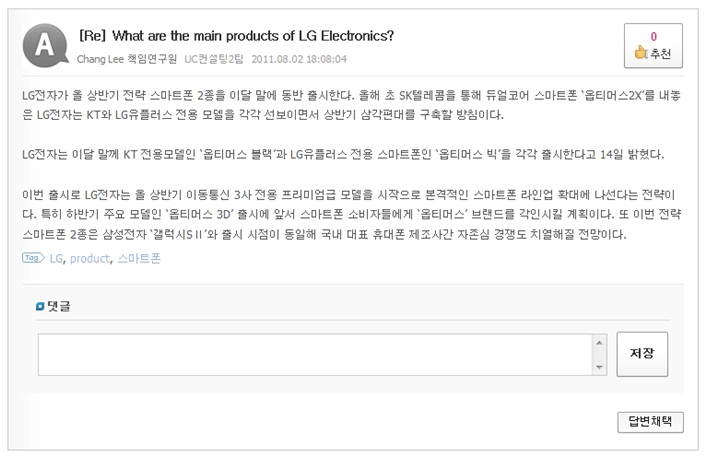 A
[Re] What are the main products of LG Electronics?
Chang Lee 책임연구원 UC컨설팅2팀 2011.08.02 18:08:04
0
추천
LG전자가 올 상반기 전략 스마트폰 2종을 이달 말에 동반 출시한다. 올해 초 SK텔레콤을 통해 듀얼코어 스마트폰 '옵티머스2X'를 내놓
은 LG전자는 KT와 LG유플러스 전용 모델을 각각 선보이면서 상반기 삼각편대를 구축할 방침이다.
LG전자는 이달 말께 KT 전용모델인 '옵티머스 블랙'과 LG유플러스 전용 스마트폰인 '옵티머스 빅'을 각각 출시한다고 14일 밝혔다.
이번 출시로 LG전자는 올 상반기 이동통신 3사 전용 프리미엄급 모델을 시작으로 본격적인 스마트폰 라인업 확대에 나선다는 전략이
다. 특히 하반기 주요 모델인 '옵티머스 3D' 출시에 앞서 스마트폰 소비자들에게 '옵티머스' 브랜드를 각인시킬 계획이다. 또 이번 전략
스마트폰 2종은 삼성전자 '갤럭시SⅡ'와 출시 시점이 동일해 국내 대표 휴대폰 제조사간 자존심 경쟁도 치열해질 전망이다.
Tag LG, product, 스마트폰
댓글
저장
답변채택